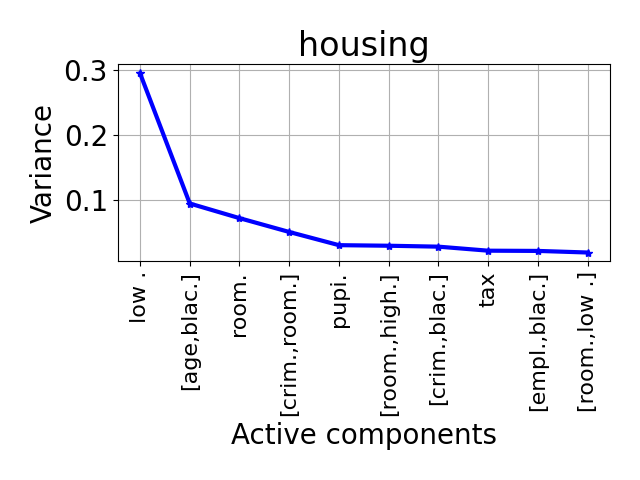 housing
Variance
0.3
0.2
0.1
low .
[age,blac.]
room.
[crim.,room.]
pupi.
[room.,high.]
[crim.,blac.]
tax
[empl.,blac.]
[room.,low .]
Active components